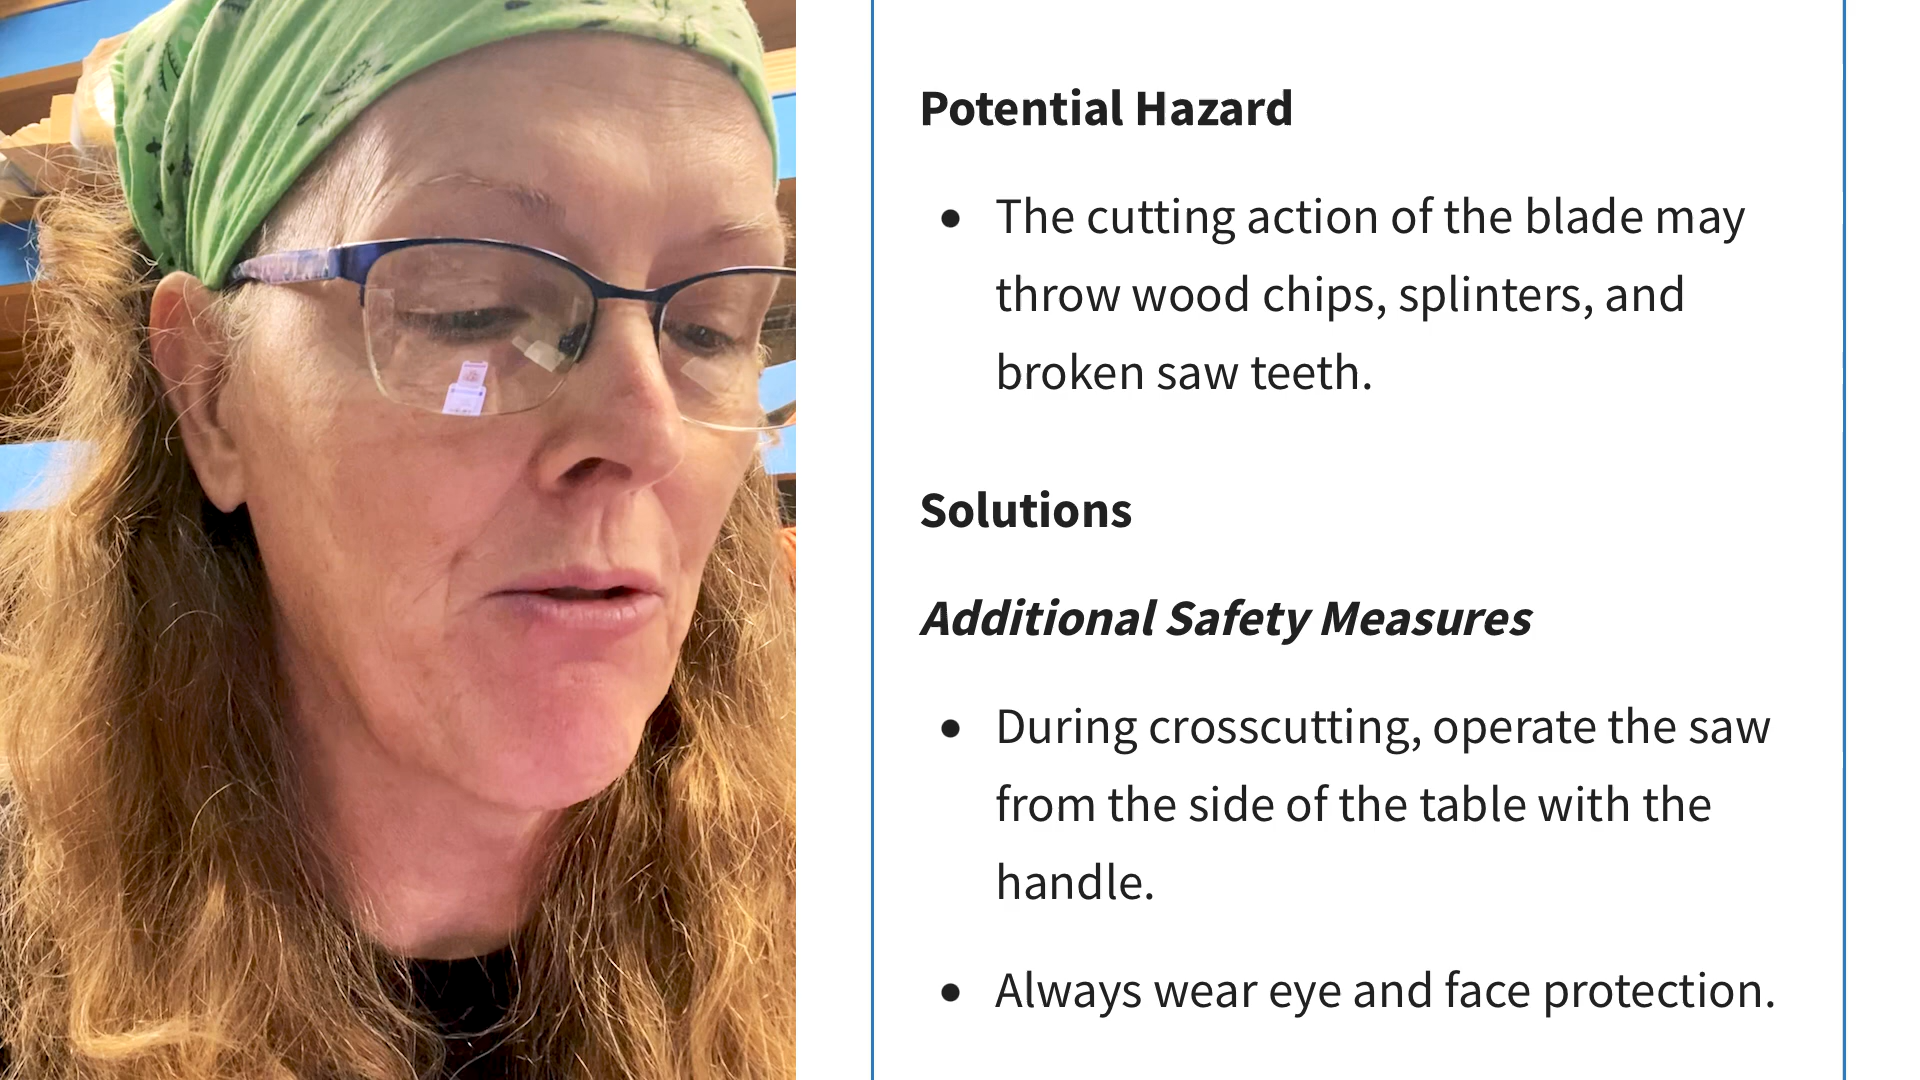 Potential Hazard
The cutting action of the blade may
throw wood chips, splinters, and
broken saw teeth.
Solutions
Additional Safety Measures
During crosscutting, operate the saw
from the side of the table with the
handle.
Always wear eye and face protection.